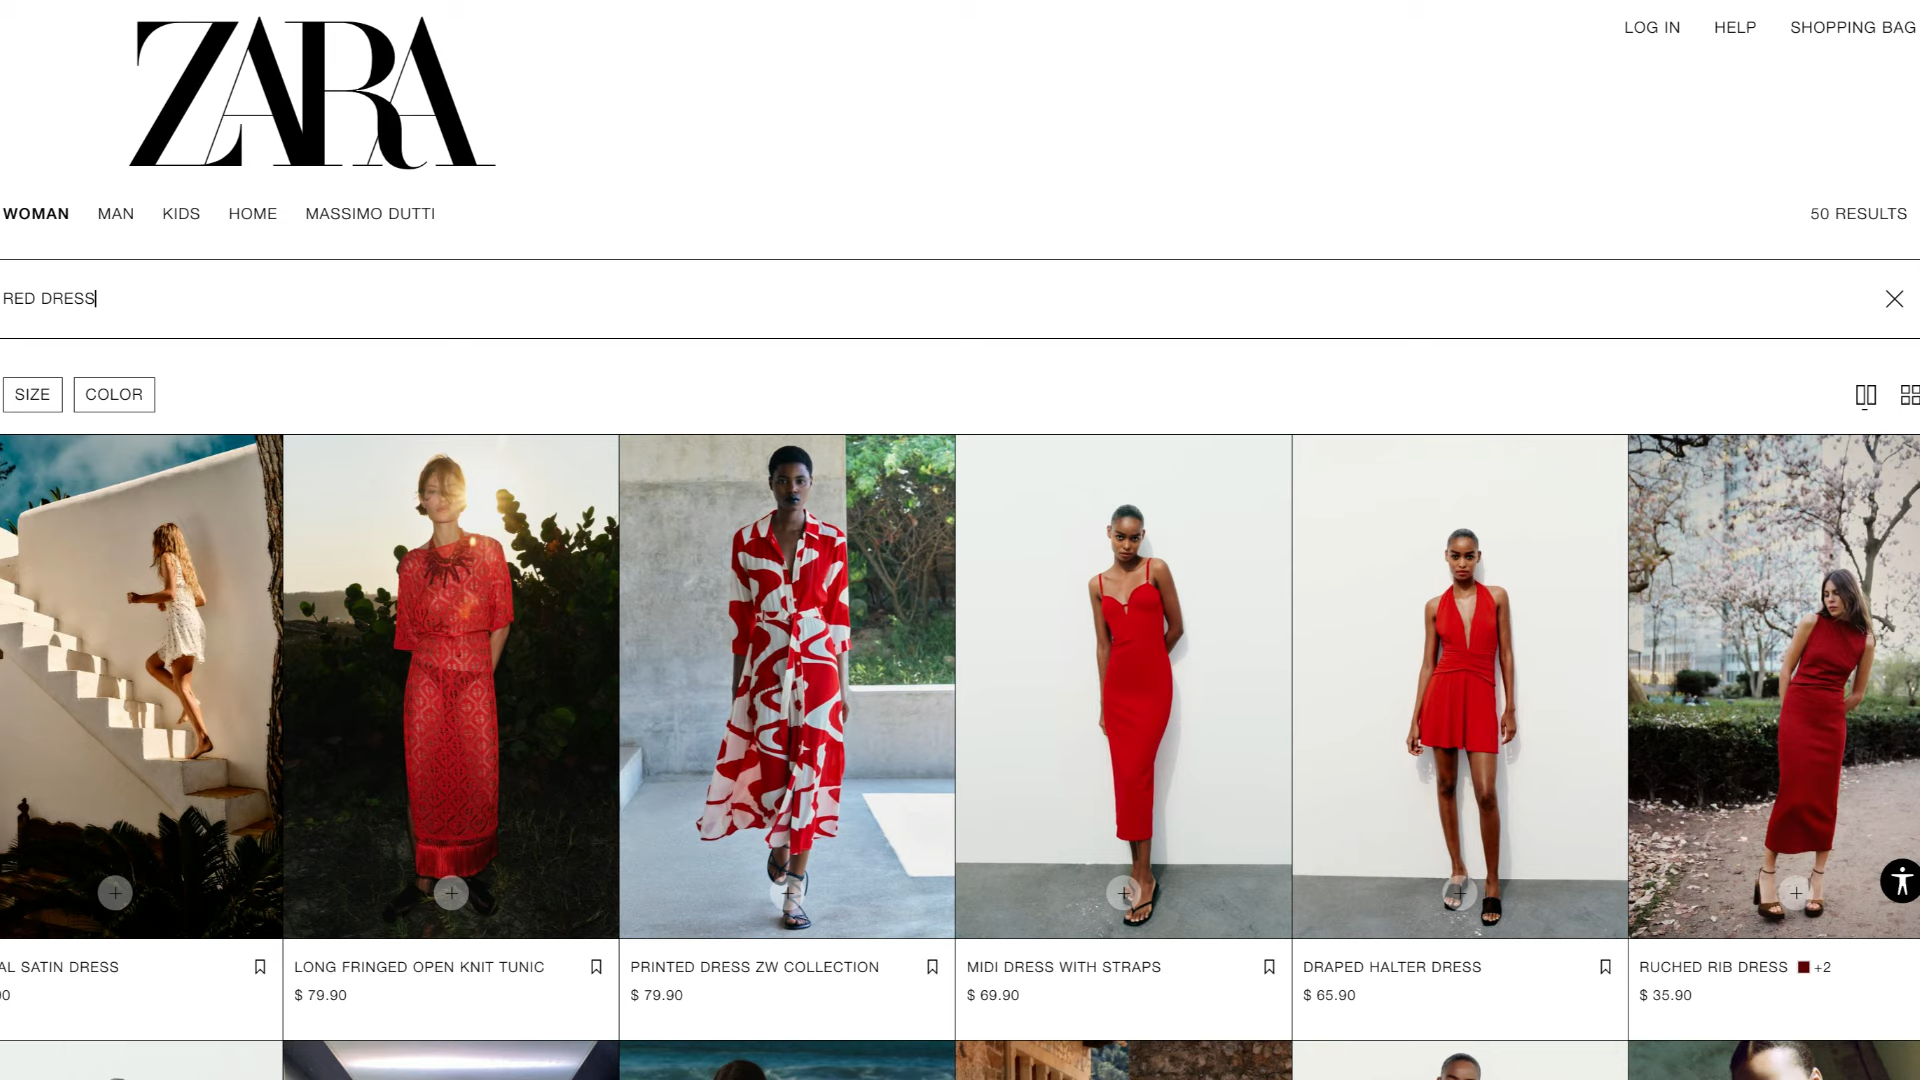 ZARA
LOG IN
HELP
SHOPPING BAG
WOMAN
MAN
KIDS
HOME
MASSIMO DUTTI
50 RESULTS
RED DRESS
SIZE
COLOR
SATIN DRESS
LONG FRINGED OPEN KNIT TUNIC
$ 79.90
PRINTED DRESS ZW COLLECTION
$ 79.90
MIDI DRESS WITH STRAPS
$ 69.90
DRAPED HALTER DRESS
$ 65.90
RUCHED RIB DRESS +2
$ 35.90